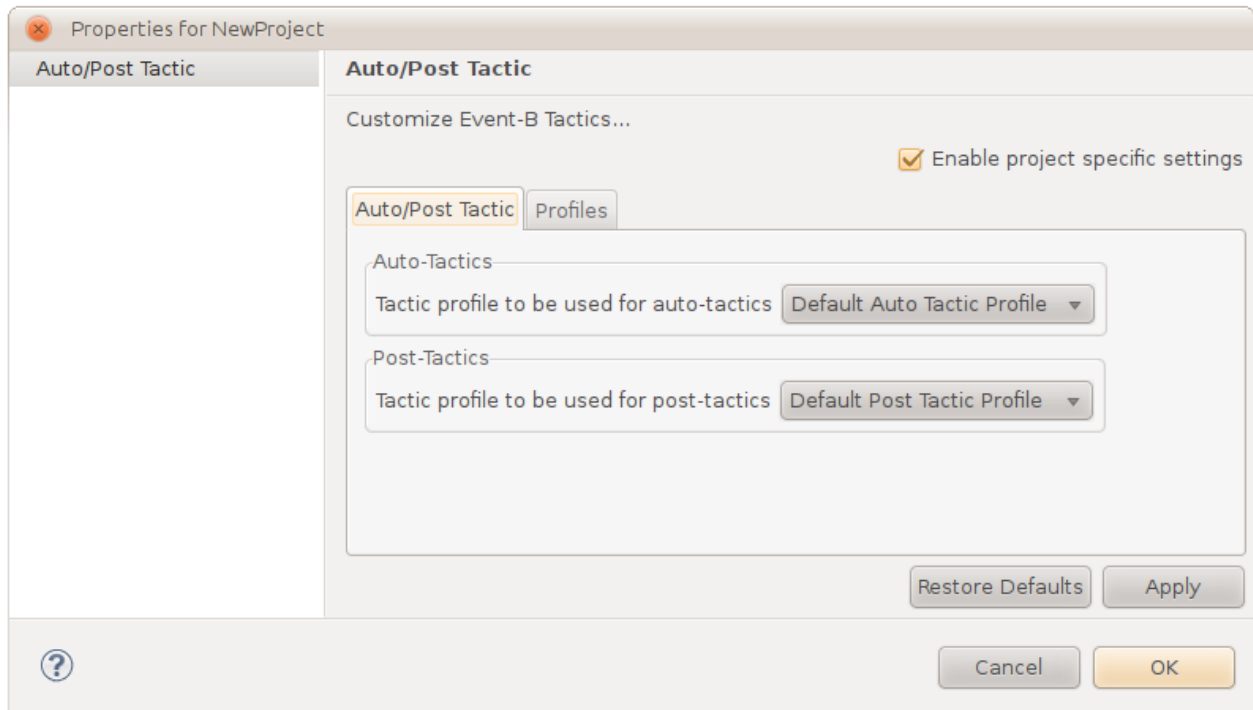 Properties for NewProject
Auto/Post Tactic
Auto/Post Tactic
Customize Event-B Tactics...
Enable project specific settings
Auto/Post Tactic
Profiles
Auto-Tactics
Tactic profile to be used for auto-tactics Default Auto Tactic Profile
Post-Tactics
Tactic profile to be used for post-tactics Default Post Tactic Profile
Restore Defaults
Apply
?
Cancel
OK